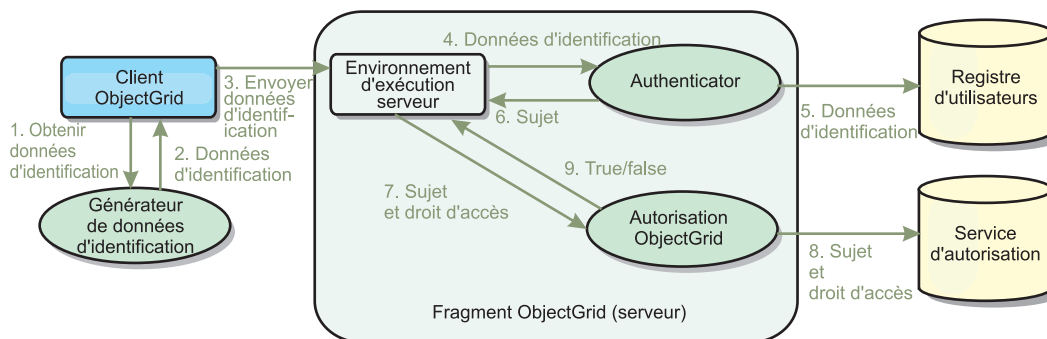 Client
ObjectGrid
1. Obtenir
données
d'identification
2. Données
d'identification
Générateur
de données
d'identification
3. Envoyer
données
d'identif-
ication
Environnement
d'exécution
serveur
4. Données d'identification
Authenticator
6. Sujet
5. Données
d'identification
Registre
d'utilisateurs
7. Sujet
et droit d'accès
9. True/false
Autorisation
ObjectGrid
8. Sujet
et
droit d'accès
Service
d'autorisation
Fragment ObjectGrid (serveur)